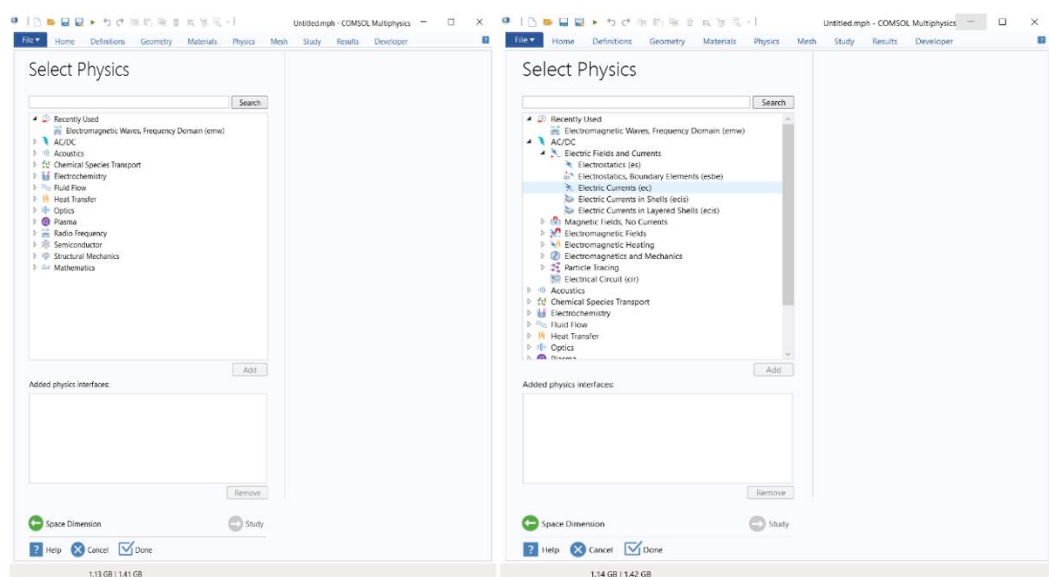 Untitled.mph - COMSOL Multiphysics
File Home Definitions Geometry Materials Physics Mesh Study Results Developer
Select Physics
Search
Recently Used
Electromagnetic Waves, Frequency Domain (emw)
AC/DC
Acoustics
Chemical Species Transport
Electrochemistry
Fluid Flow
Heat Transfer
Optics
Plasma
Radio Frequency
Semiconductor
Structural Mechanics
Mathematics
Add
Added physics interfaces:
Remove
Space Dimension
Study
Help Cancel Done
1.13 GB | 1.41 GB
Untitled.mph - COMSOL Multiphysics
File Home Definitions Geometry Materials Physics Mesh Study Results Developer
Select Physics
Search
Recently Used
Electromagnetic Waves, Frequency Domain (emw)
AC/DC
Electric Fields and Currents
Electrostatics (es)
Electrostatics, Boundary Elements (esbe)
Electric Currents (ec)
Electric Currents in Shells (ecis)
Electric Currents in Layered Shells (ecis)
Magnetic Fields, No Currents
Electromagnetic Fields
Electromagnetic Heating
Electromagnetics and Mechanics
Particle Tracing
Electrical Circuit (cir)
Acoustics
Chemical Species Transport
Electrochemistry
Fluid Flow
Heat Transfer
Optics
Plasma
Add
Added physics interfaces:
Remove
Space Dimension
Study
Help Cancel Done
1.14 GB | 1.42 GB